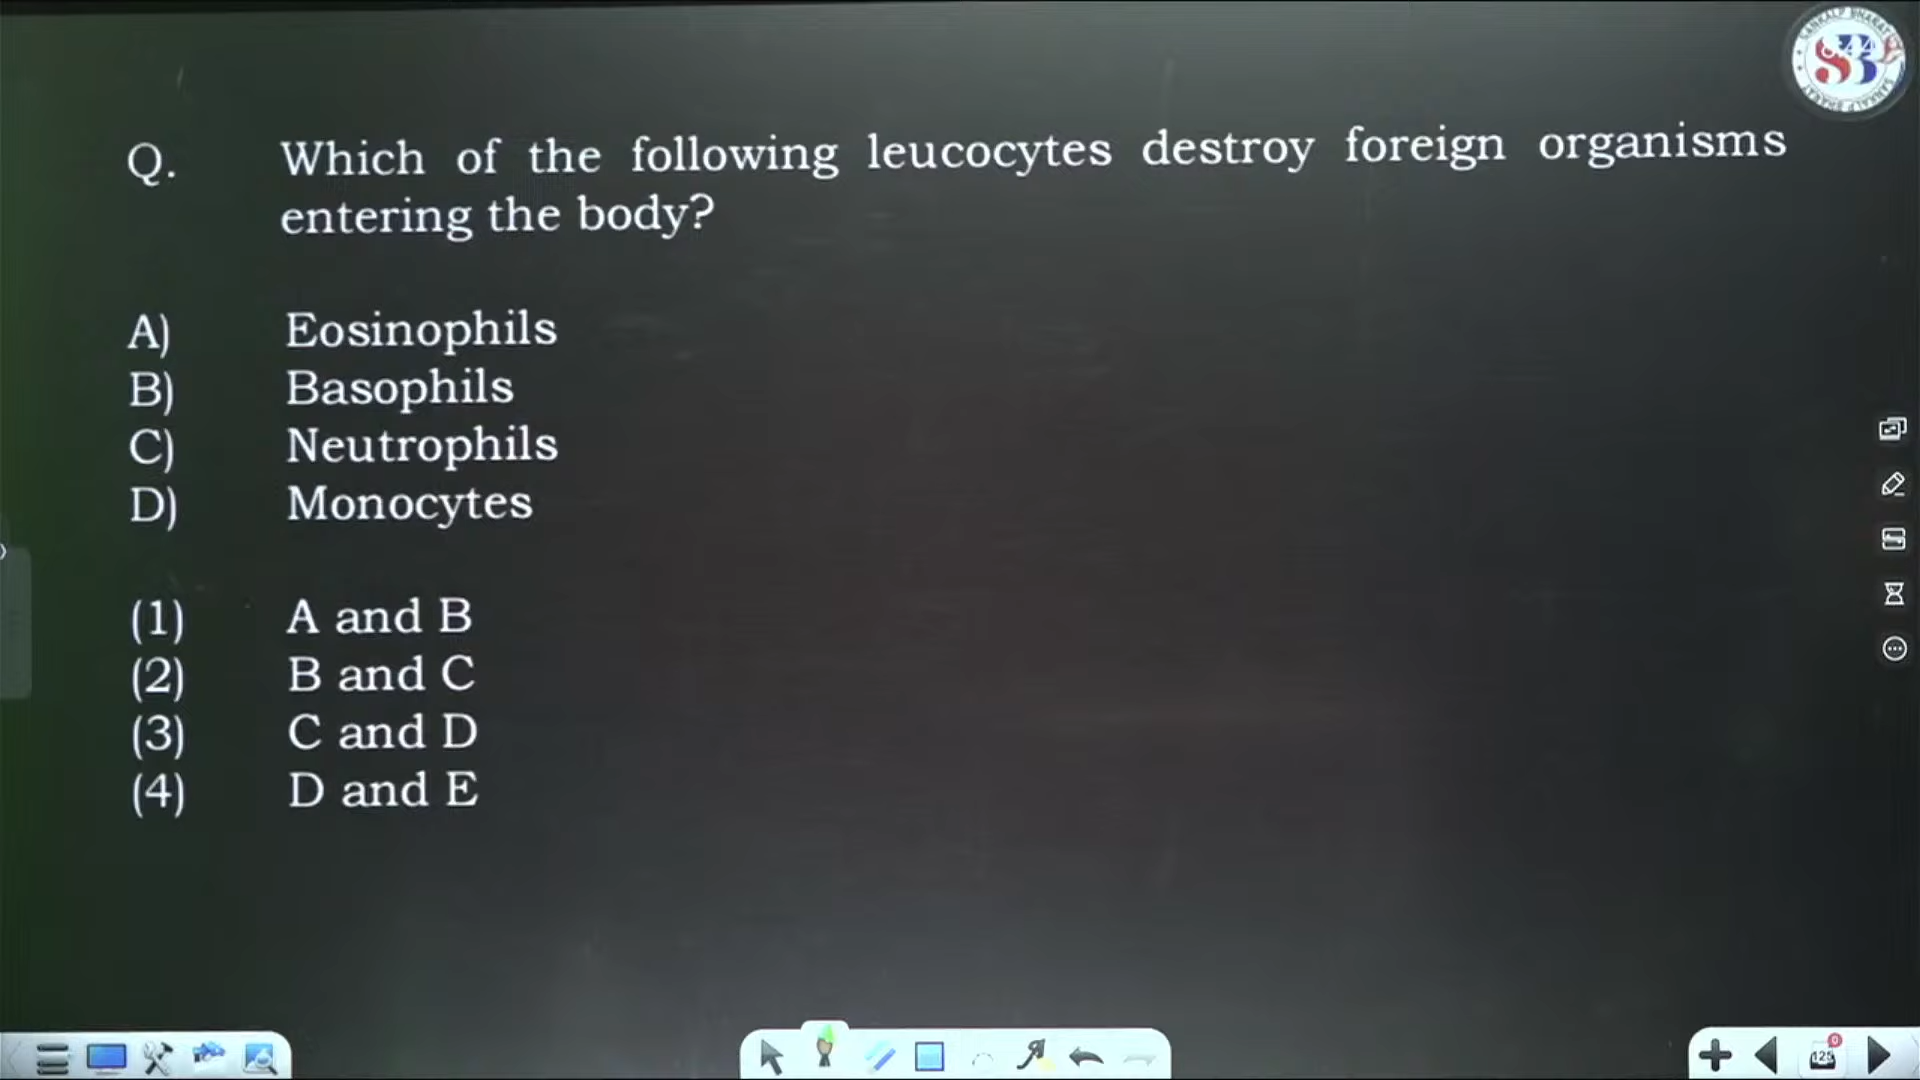 Q. Which of the following leucocytes destroy foreign organisms
entering the body?
A) Eosinophils
B) Basophils
C) Neutrophils
D) Monocytes
(1) A and B
(2) B and C
(3) C and D
(4) D and E